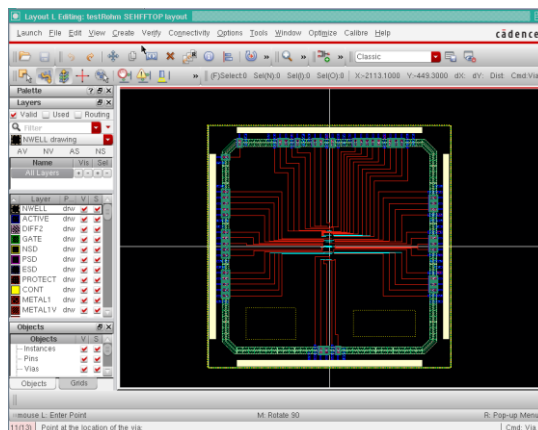 Layout L Editing: testRohm SEHFFTOP layout
Launch File Edit View Create Verify Connectivity Options Tools Window Optimize Calibre Help cādence
Classic
(F)Select:0 Sel(N):0 Sel(I):0 Sel(O):0 X:-2113.1000 Y:-449.3000 dX: dY: Dist Cmd:Via
Palette
Layers
Valid Used Routing
Filter
NWELL drawing
AV NV AS NS
Name Vis Sel
All Layers
Layer P... V S
NWELL drw
ACTIVE drw
DIFF2 drw
GATE drw
NSD drw
PSD drw
ESD drw
PROTECT drw
CONT drw
METAL1 drw
METAL1V drw
Objects
Objects V S
Instances
Pins
Vias
Objects Grids
mouse L: Enter Point M: Rotate 90 R: Pop-up Menu
11(13) Point at the location of the via: Cmd: Via